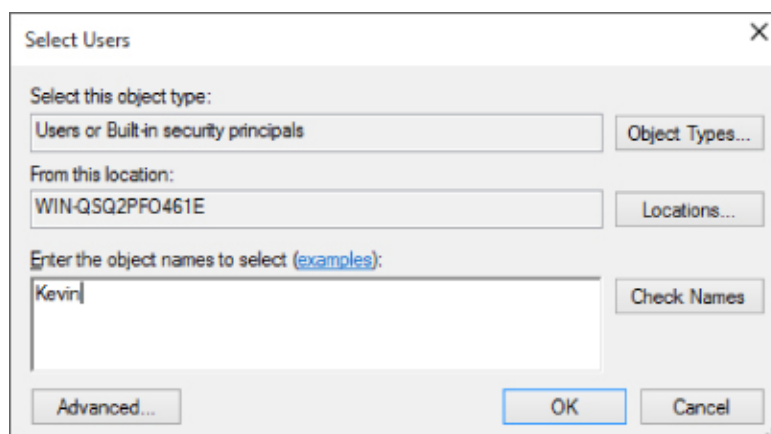 Select Users
Select this object type:
Users or Built-in security principals
Object Types...
From this location:
WIN-QSQ2PFO461E
Locations...
Enter the object names to select (examples):
Kevin
Check Names
Advanced...
OK
Cancel